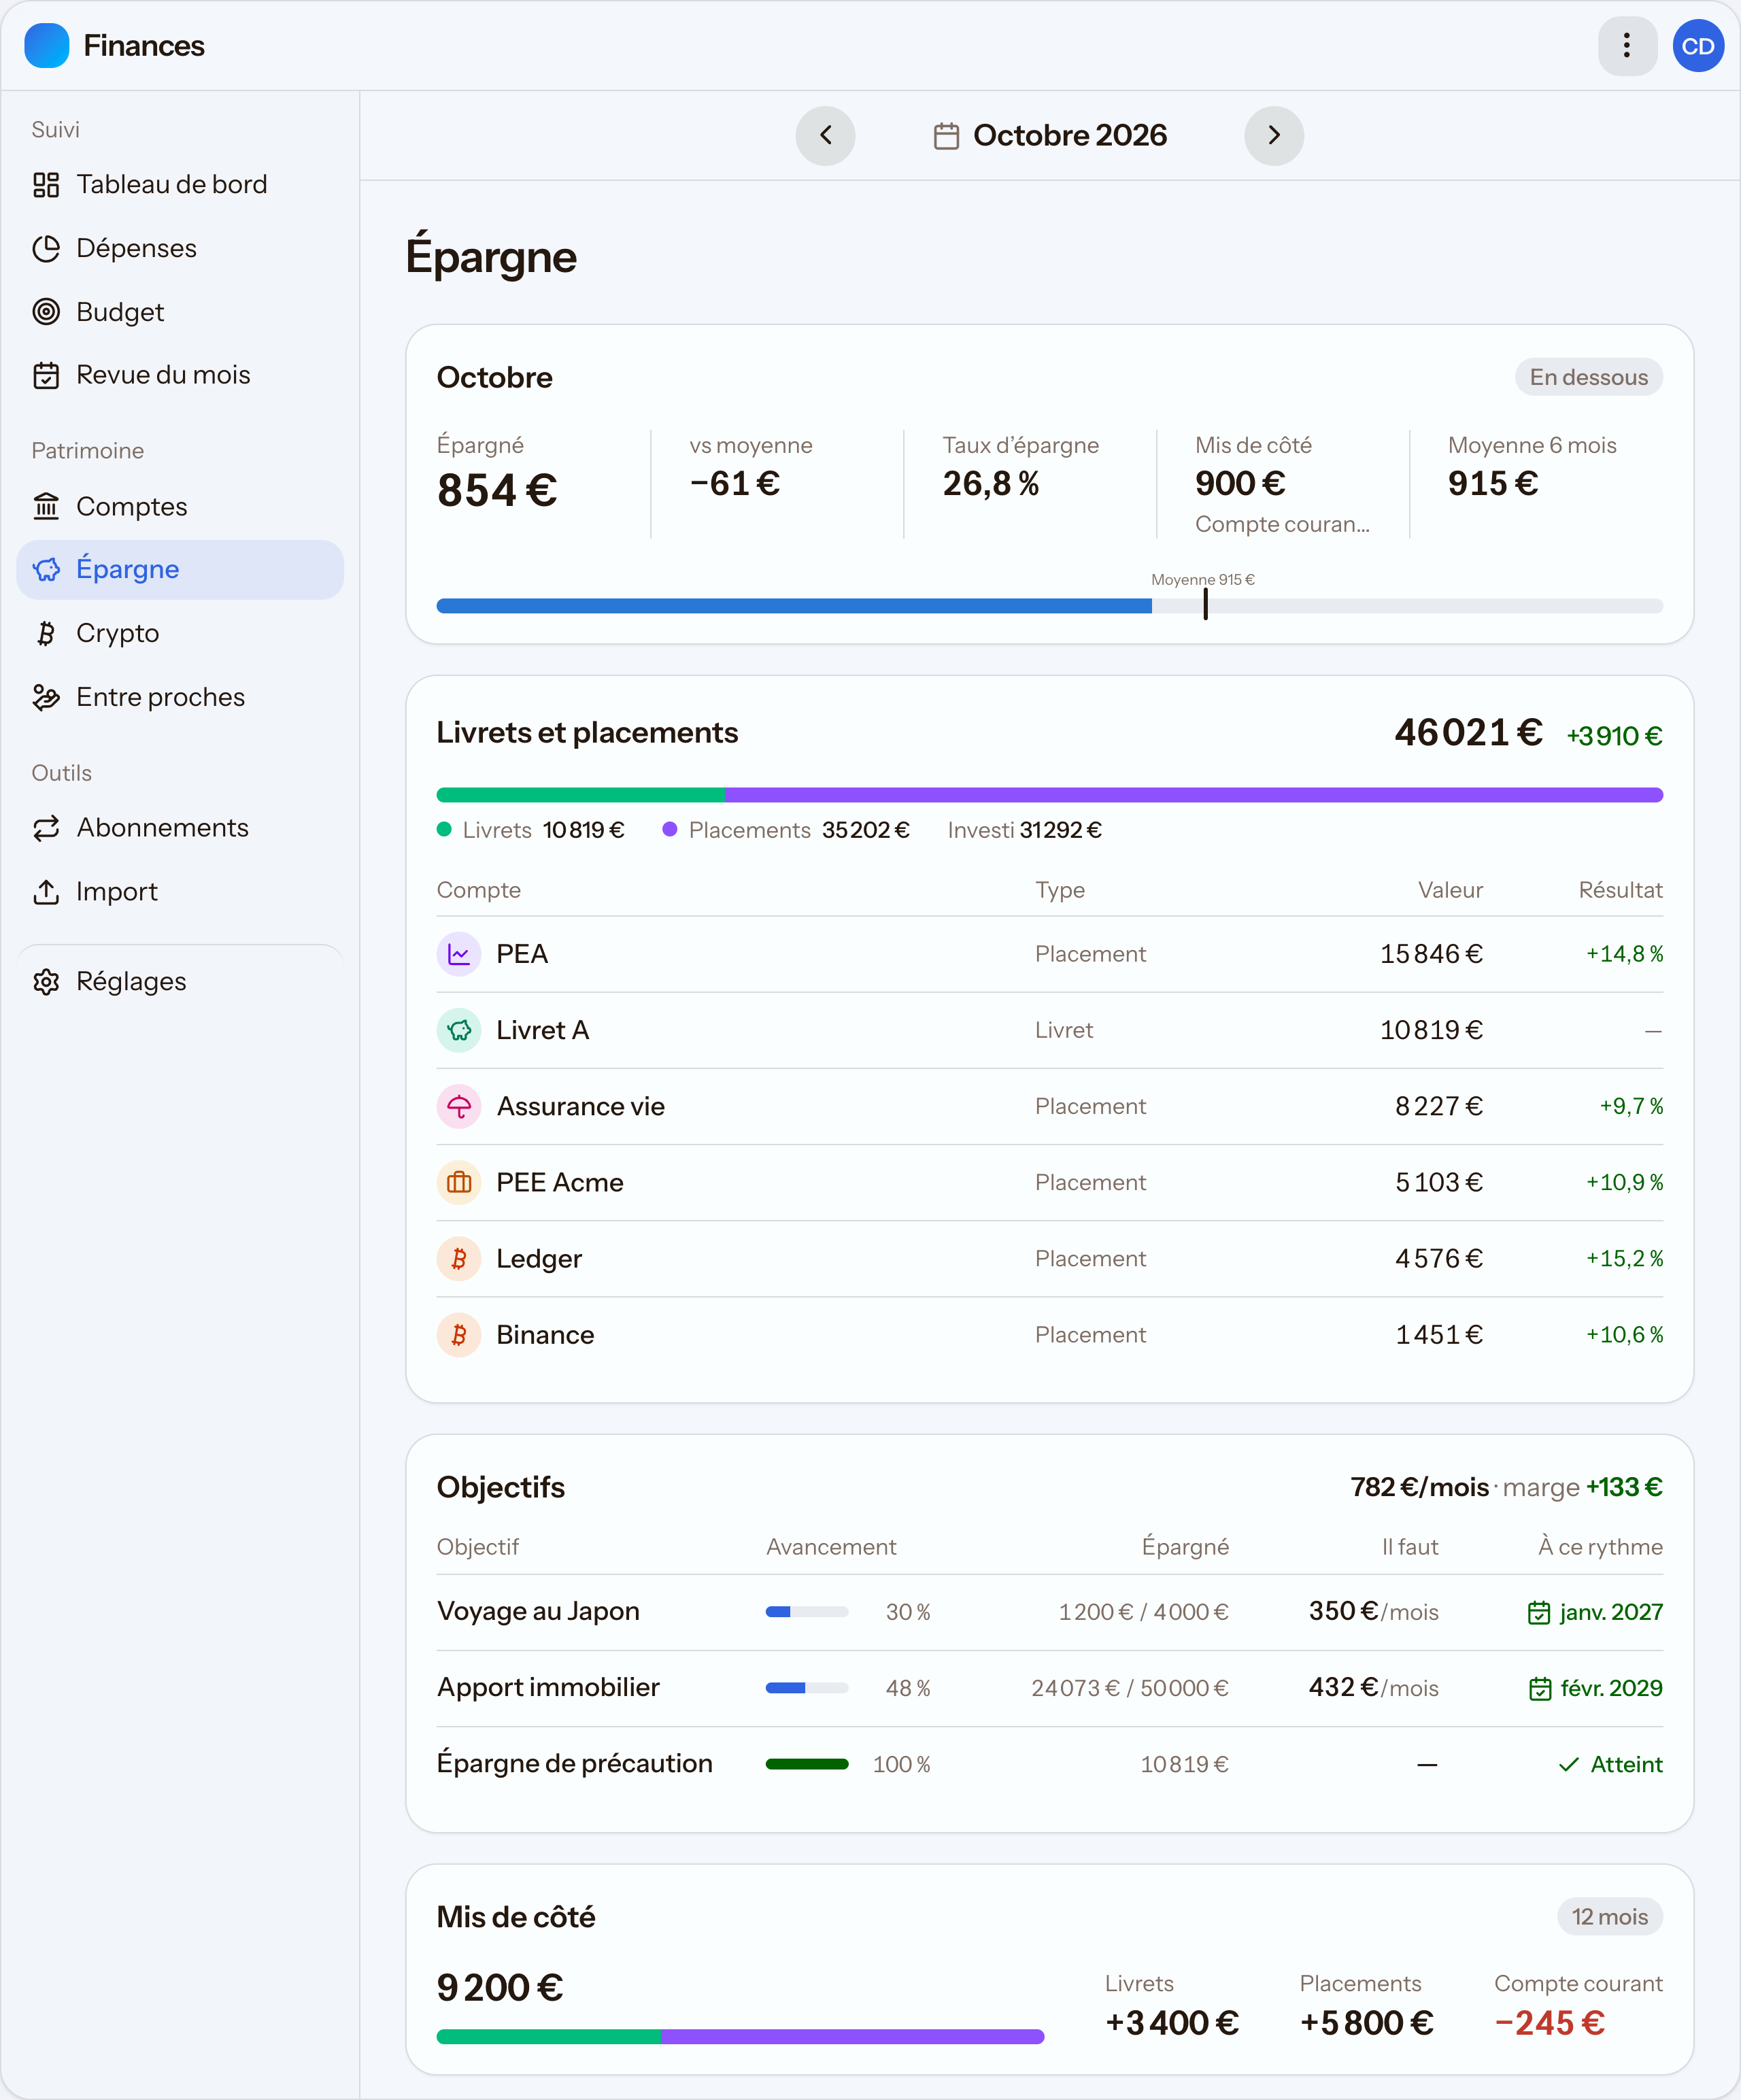 Finances
CD
Suivi
Tableau de bord
Dépenses
Budget
Revue du mois
Patrimoine
Comptes
Épargne
Crypto
Entre proches
Outils
Abonnements
Import
Réglages
Octobre 2026
Épargne
Octobre
En dessous
Épargné
854 €
vs moyenne
−61 €
Taux d’épargne
26,8 %
Mis de côté
900 €
Compte couran…
Moyenne 6 mois
915 €
Moyenne 915 €
Livrets et placements
46 021 € +3 910 €
Livrets 10 819 € Placements 35 202 € Investi 31 292 €
Compte Type Valeur Résultat
PEA Placement 15 846 € +14,8 %
Livret A Livret 10 819 € —
Assurance vie Placement 8 227 € +9,7 %
PEE Acme Placement 5 103 € +10,9 %
Ledger Placement 4 576 € +15,2 %
Binance Placement 1 451 € +10,6 %
Objectifs
782 €/mois · marge +133 €
Objectif Avancement Épargné Il faut À ce rythme
Voyage au Japon 30 % 1 200 € / 4 000 € 350 €/mois janv. 2027
Apport immobilier 48 % 24 073 € / 50 000 € 432 €/mois févr. 2029
Épargne de précaution 100 % 10 819 € — Atteint
Mis de côté
12 mois
9 200 €
Livrets
+3 400 €
Placements
+5 800 €
Compte courant
−245 €